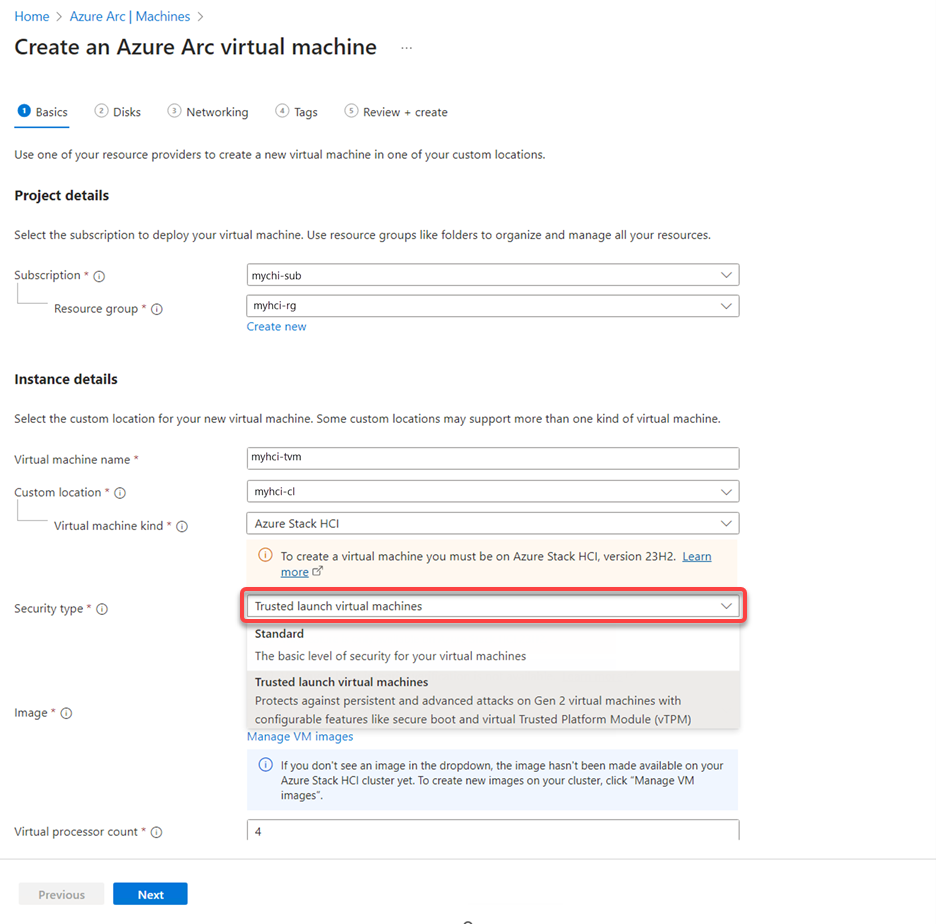 Home > Azure Arc | Machines >
Create an Azure Arc virtual machine ...
1 Basics 2 Disks 3 Networking 4 Tags 5 Review + create
Use one of your resource providers to create a new virtual machine in one of your custom locations.
Project details
Select the subscription to deploy your virtual machine. Use resource groups like folders to organize and manage all your resources.
Subscription * mychi-sub
Resource group * myhci-rg
Create new
Instance details
Select the custom location for your new virtual machine. Some custom locations may support more than one kind of virtual machine.
Virtual machine name * myhci-tvm
Custom location * myhci-cl
Virtual machine kind * Azure Stack HCI
To create a virtual machine you must be on Azure Stack HCI, version 23H2. Learn
more
Security type * Trusted launch virtual machines
Standard
The basic level of security for your virtual machines
Trusted launch virtual machines
Protects against persistent and advanced attacks on Gen 2 virtual machines with
configurable features like secure boot and virtual Trusted Platform Module (vTPM)
Image *
Manage VM images
If you don't see an image in the dropdown, the image hasn't been made available on your
Azure Stack HCI cluster yet. To create new images on your cluster, click "Manage VM
images".
Virtual processor count * 4
Previous Next